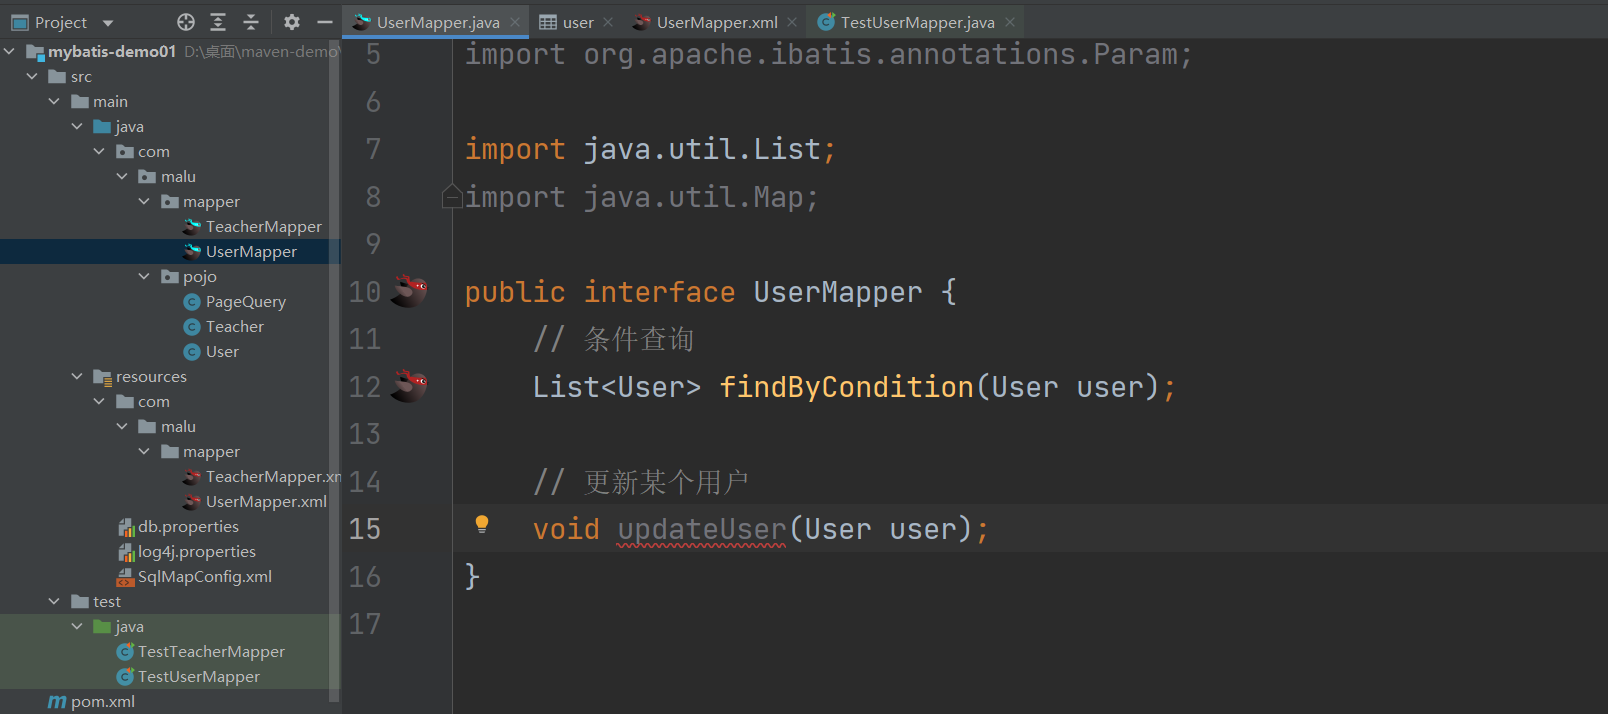 Project
UserMapper.java
user
UserMapper.xml
TestUserMapper.java
mybatis-demo01 D:\桌面\maven-demo\
src
main
java
com
malu
mapper
TeacherMapper
UserMapper
pojo
PageQuery
Teacher
User
resources
com
malu
mapper
TeacherMapper.xm
UserMapper.xml
db.properties
log4j.properties
SqlMapConfig.xml
test
java
TestTeacherMapper
TestUserMapper
pom.xml
5 import org.apache.ibatis.annotations.Param;
6
7 import java.util.List;
8 import java.util.Map;
9
10 public interface UserMapper {
11 // 条件查询
12 List<User> findByCondition(User user);
13
14 // 更新某个用户
15 void updateUser(User user);
16 }
17